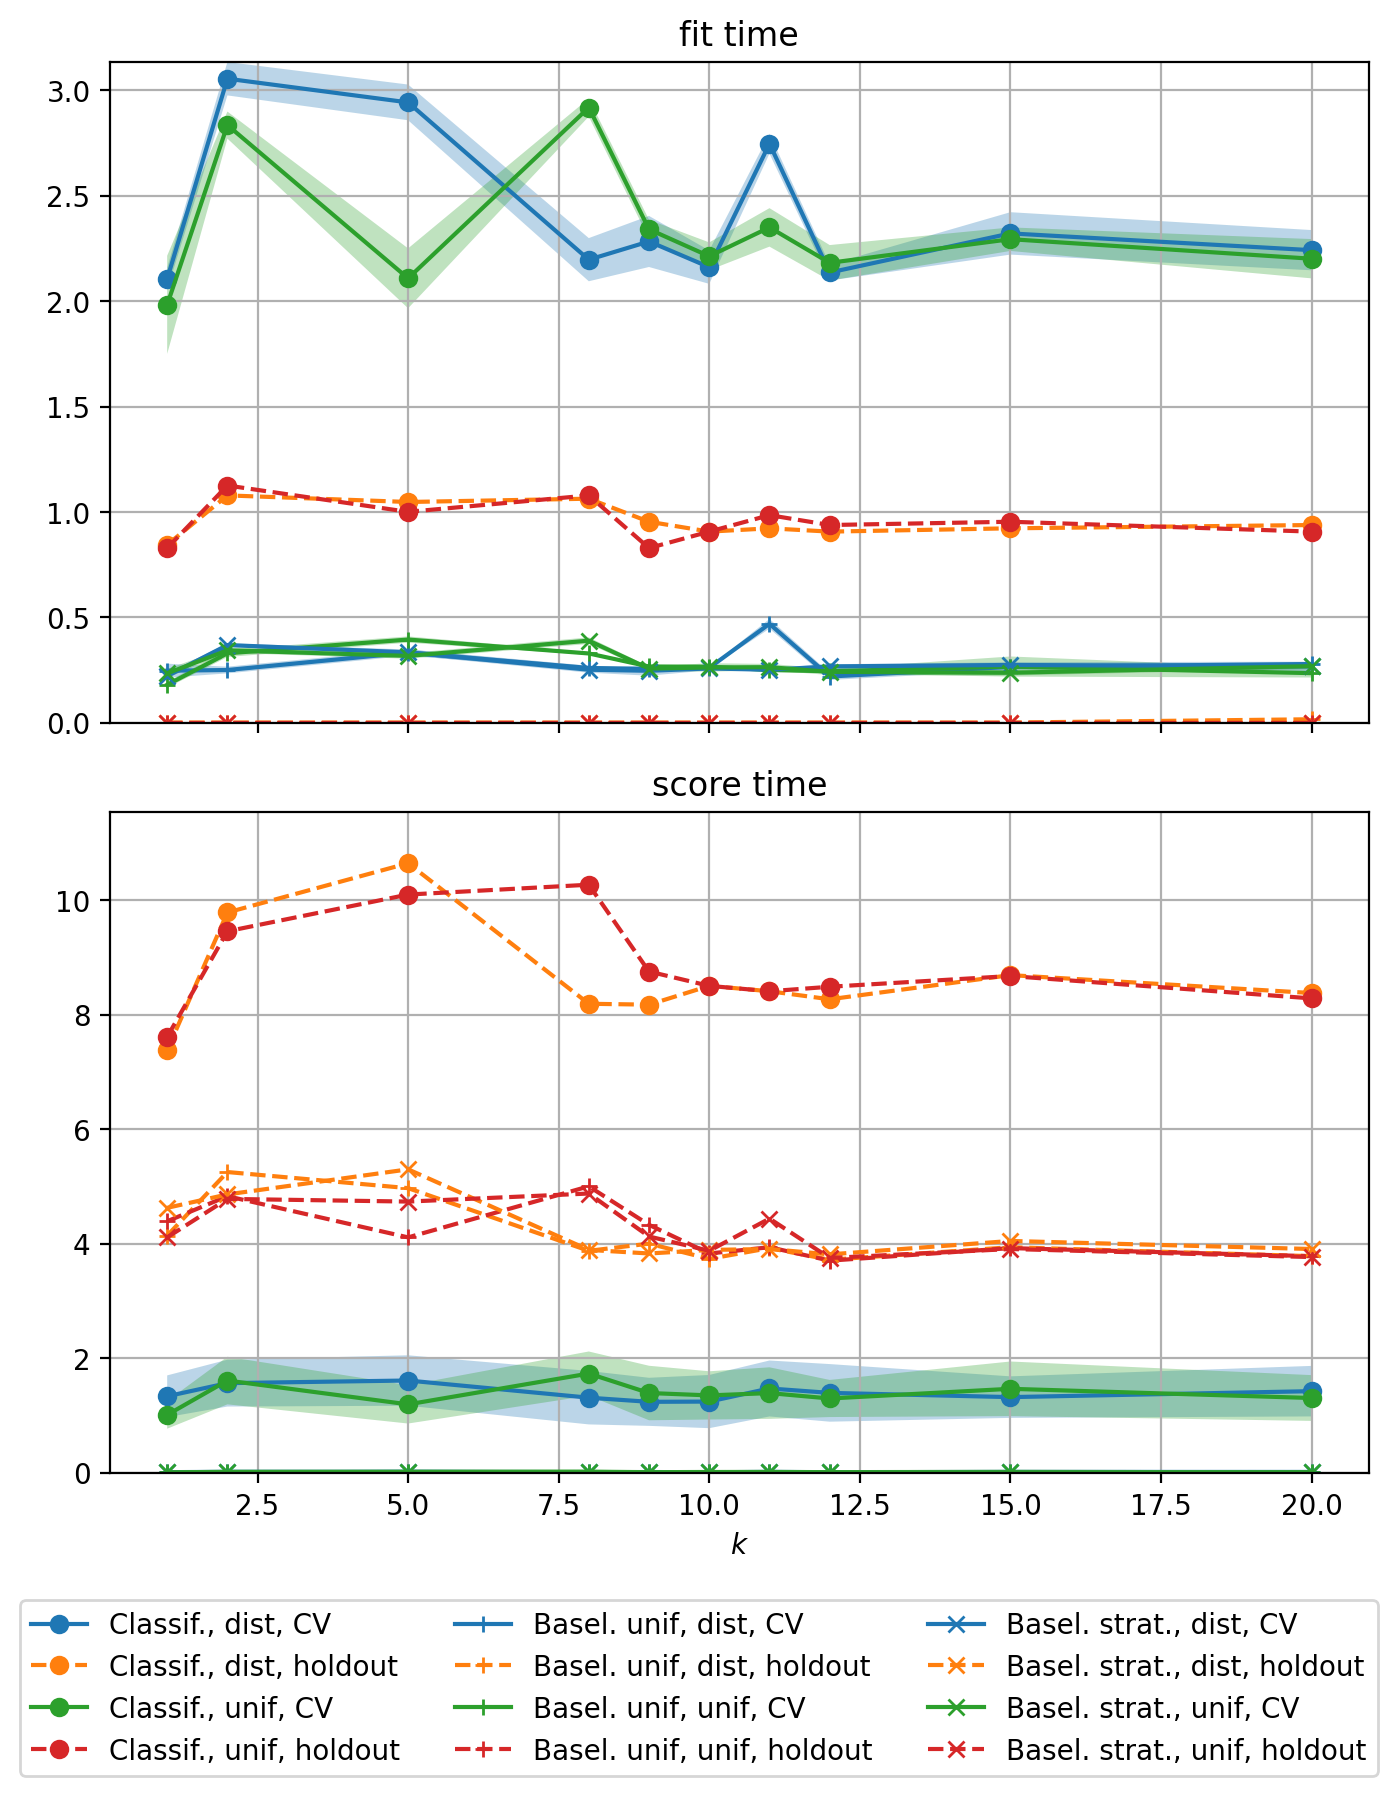 fit time
3.0
2.5
2.0
1.5
1.0
0.5
0.0
score time
10
8
6
4
2
0
2.5 5.0 7.5 10.0 12.5 15.0 17.5 20.0
k
Classif., dist, CV
Classif., dist, holdout
Classif., unif, CV
Classif., unif, holdout
Basel. unif, dist, CV
Basel. unif, dist, holdout
Basel. unif, unif, CV
Basel. unif, unif, holdout
Basel. strat., dist, CV
Basel. strat., dist, holdout
Basel. strat., unif, CV
Basel. strat., unif, holdout